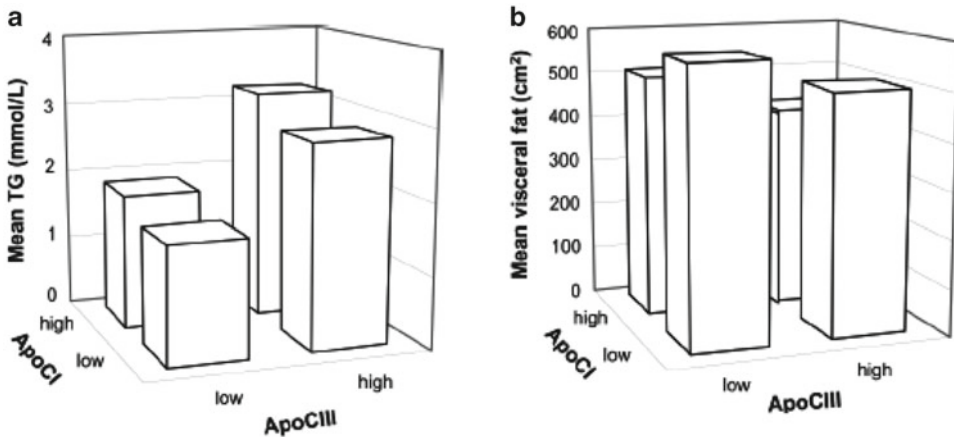 a
Mean TG (mmol/L)
4
3
2
1
0
high
low
ApoCI
low
high
ApoCIII
b
Mean visceral fat (cm²)
600
500
400
300
200
100
0
high
low
ApoCI
low
high
ApoCIII